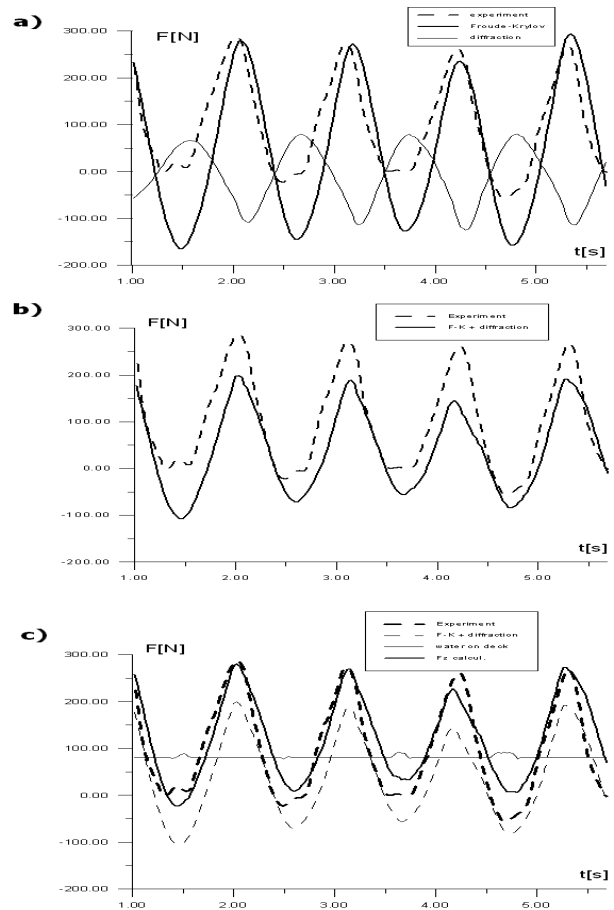 a)
F[N]
experiment
Froude-Krylov
diffraction
300.00
200.00
100.00
0.00
-100.00
-200.00
t[s]
1.00 2.00 3.00 4.00 5.00
b)
F[N]
Experiment
F-K + diffraction
300.00
200.00
100.00
0.00
-100.00
-200.00
t[s]
1.00 2.00 3.00 4.00 5.00
c)
F[N]
Experiment
F-K + diffraction
water on deck
Fz calcul.
300.00
200.00
100.00
0.00
-100.00
-200.00
t[s]
1.00 2.00 3.00 4.00 5.00